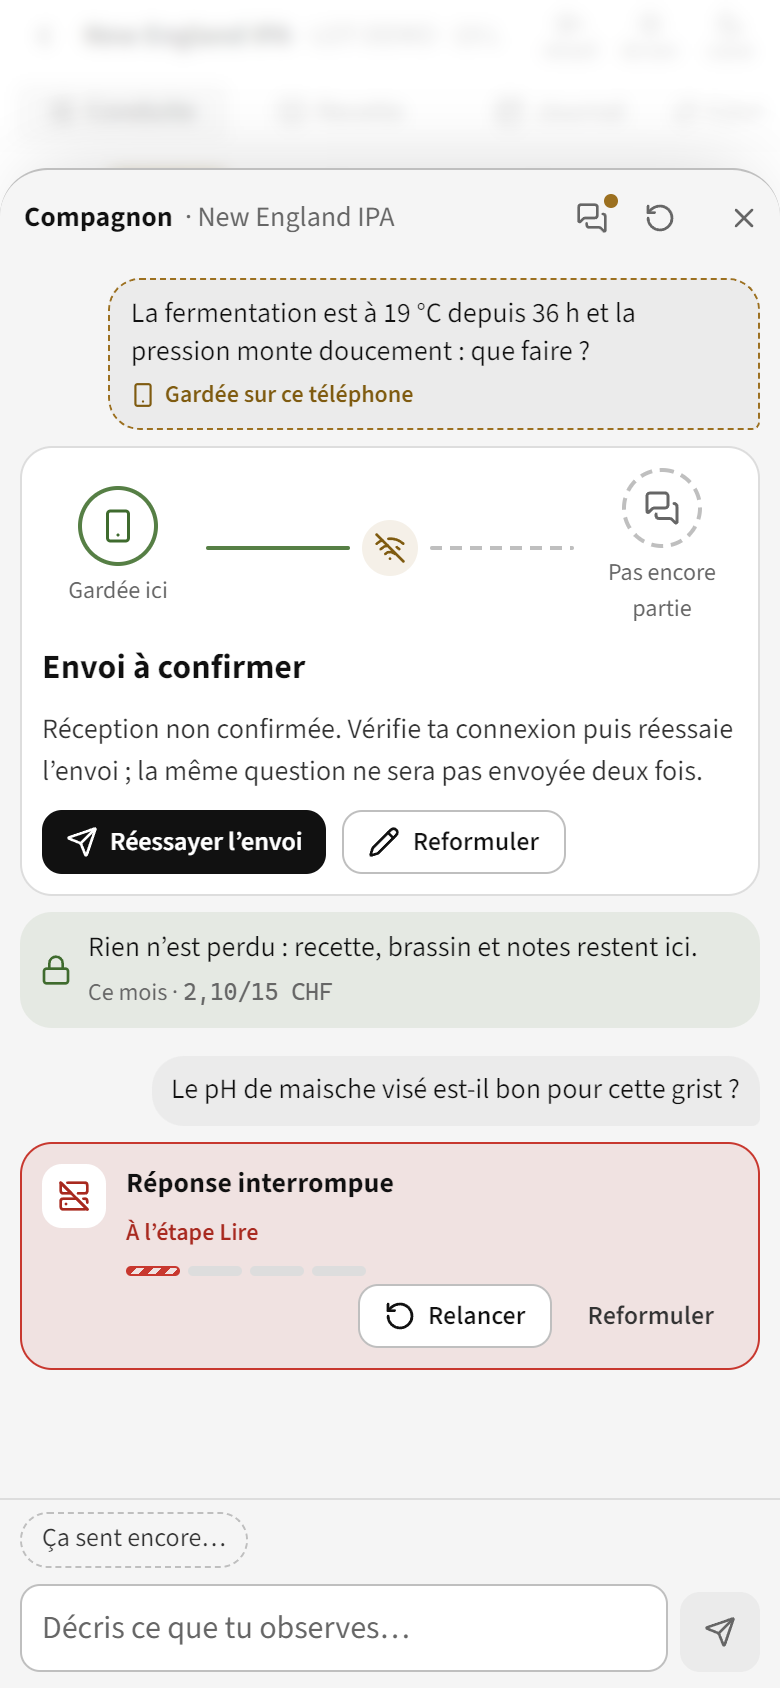 Compagnon · New England IPA
La fermentation est à 19 °C depuis 36 h et la
pression monte doucement : que faire ?
Gardée sur ce téléphone
Gardée ici
Pas encore
partie
Envoi à confirmer
Réception non confirmée. Vérifie ta connexion puis réessaie
l’envoi ; la même question ne sera pas envoyée deux fois.
Réessayer l’envoi
Reformuler
Rien n’est perdu : recette, brassin et notes restent ici.
Ce mois · 2,10/15 CHF
Le pH de maische visé est-il bon pour cette grist ?
Réponse interrompue
À l’étape Lire
Relancer
Reformuler
Ça sent encore…
Décris ce que tu observes…